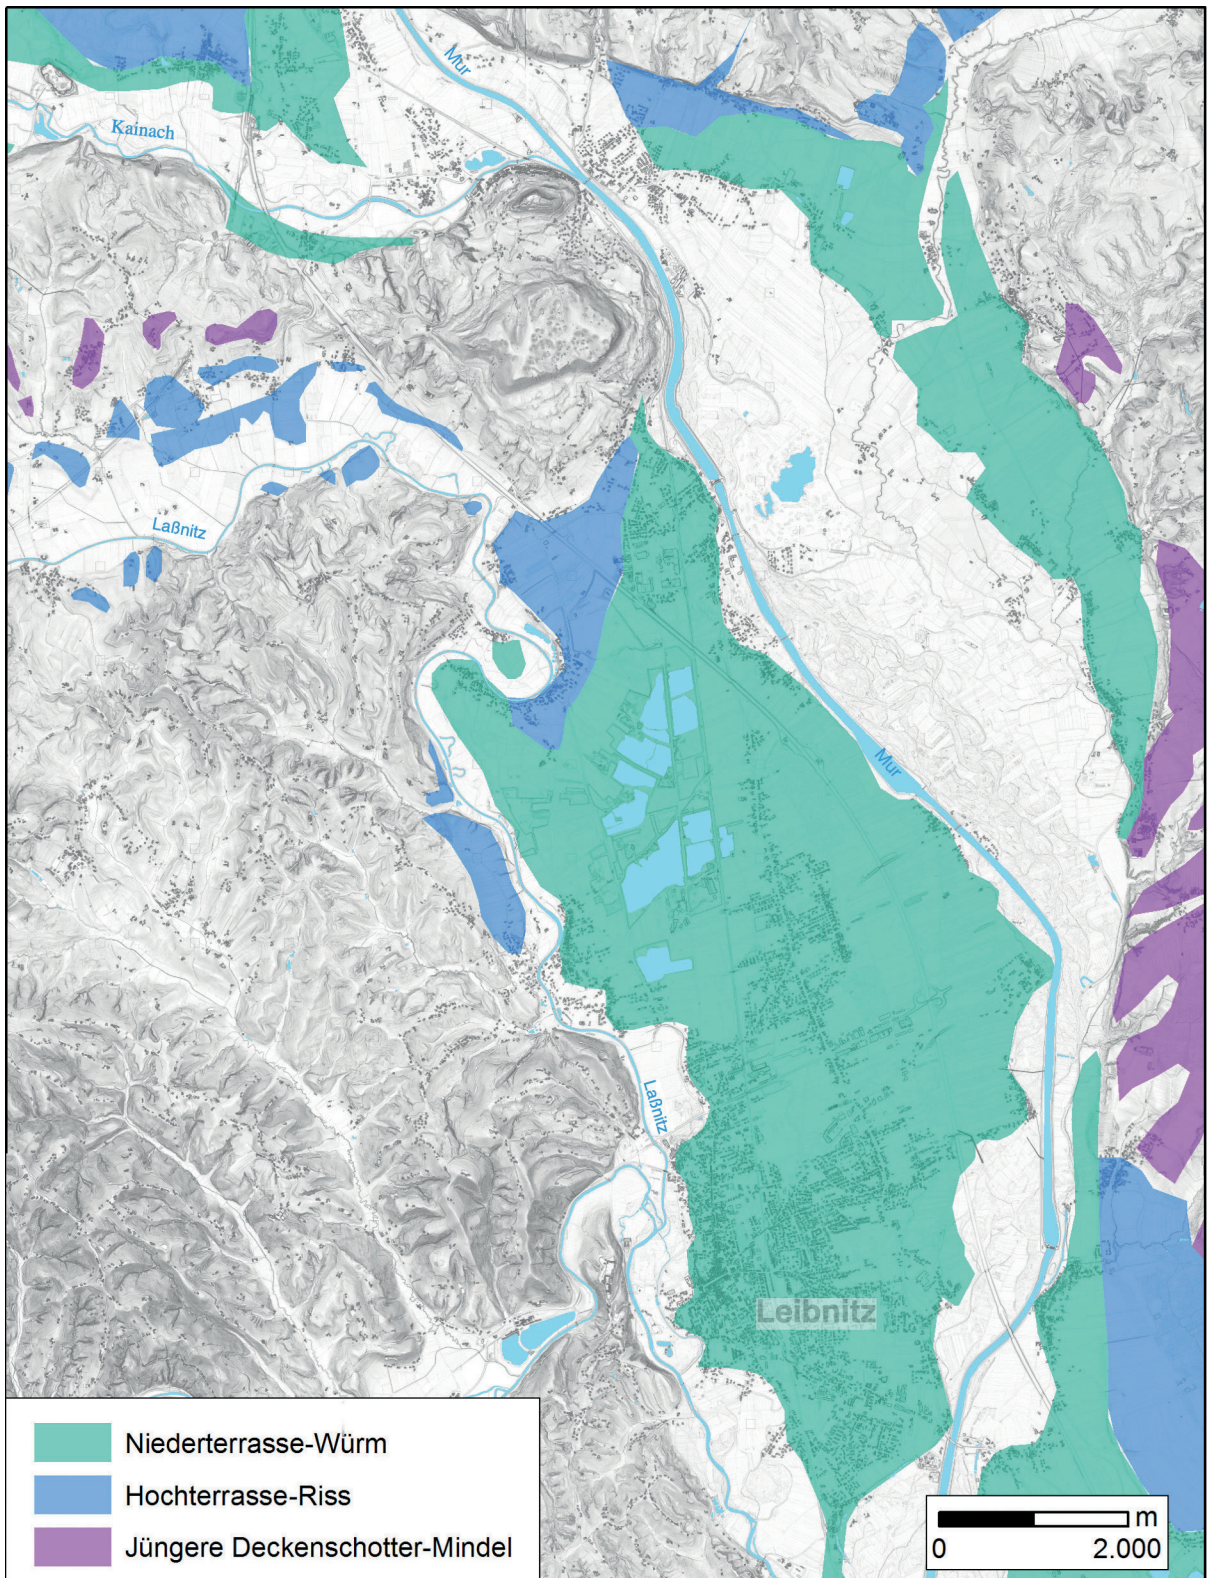 Mur
Kainach
Laßnitz
Mur
Laßnitz
Leibnitz
Niederterrasse-Würm
Hochterrasse-Riss
Jüngere Deckenschotter-Mindel
m
0 2.000